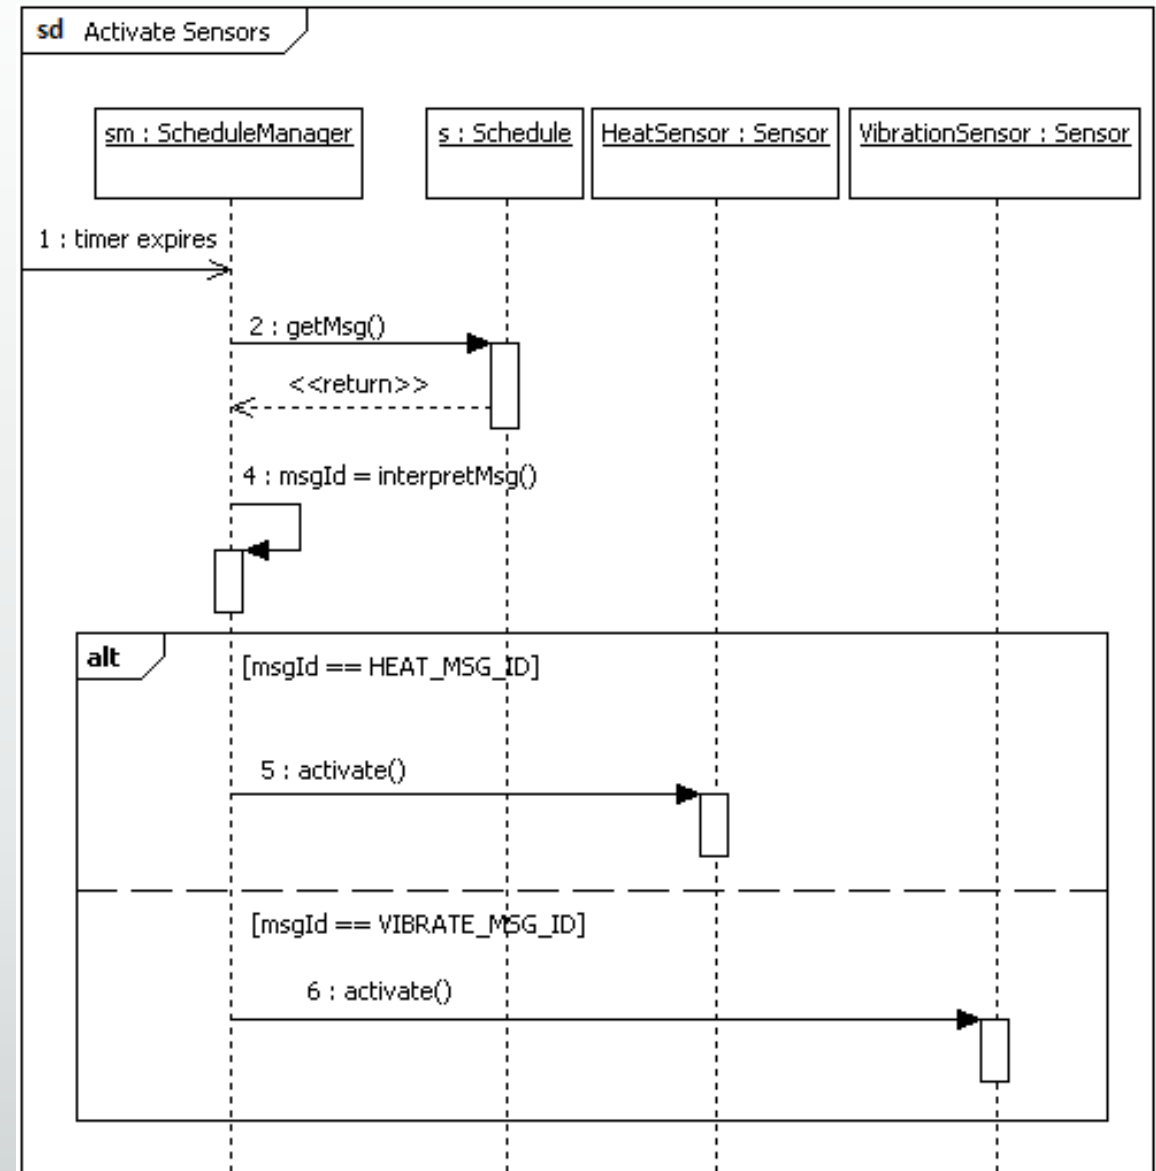 sd Activate Sensors
sm : ScheduleManager
s : Schedule
HeatSensor : Sensor
VibrationSensor : Sensor
1 : timer expires
2 : getMsg()
<<return>>
4 : msgId = interpretMsg()
alt
[msgId == HEAT_MSG_ID]
5 : activate()
[msgId == VIBRATE_MSG_ID]
6 : activate()